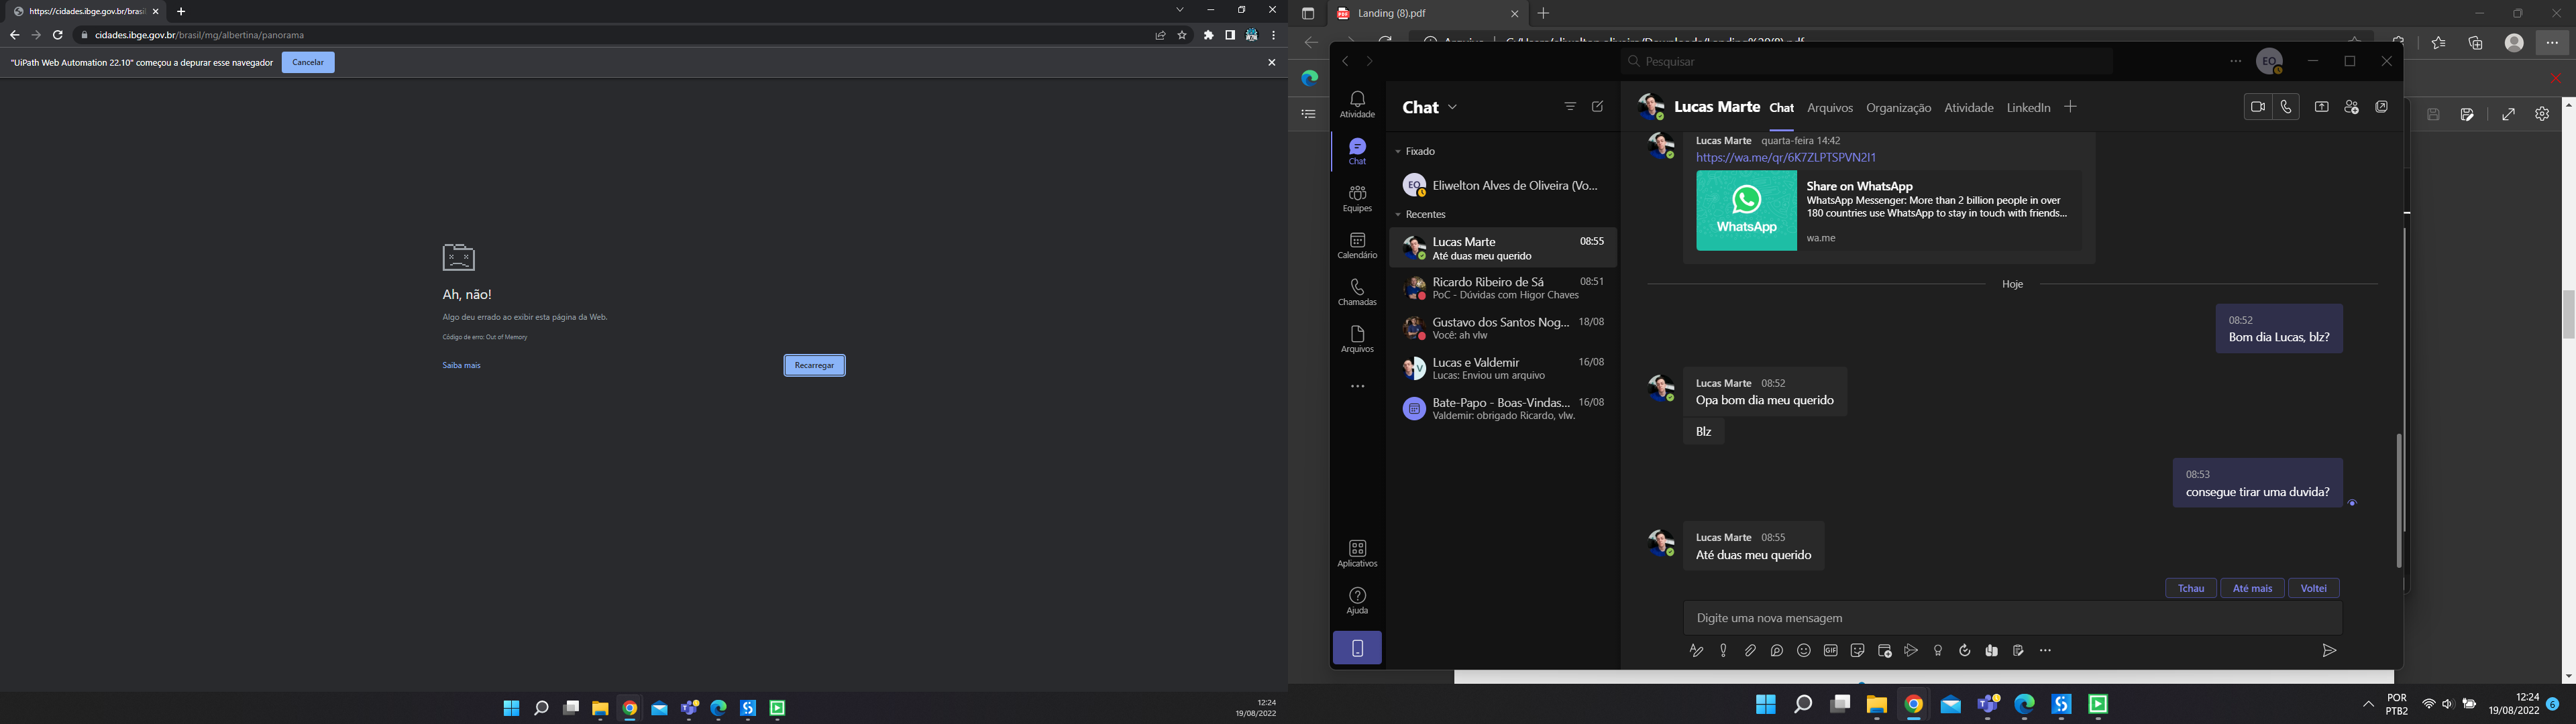 https://cidades.ibge.gov.br/brasil
cidades.ibge.gov.br/brasil/mg/albertina/panorama
"UiPath Web Automation 22.10" começou a depurar esse navegador
Cancelar
Ah, não!
Algo deu errado ao exibir esta página da Web.
Código de erro: Out of Memory
Saiba mais
Recarregar
12:24
19/08/2022
Landing (8).pdf
Pesquisar
EO
Atividade
Chat
Equipes
Calendário
Chamadas
Arquivos
Aplicativos
Ajuda
Chat
Fixado
EO
Eliwelton Alves de Oliveira (Vo...
Recentes
Lucas Marte 08:55
Até duas meu querido
Ricardo Ribeiro de Sá 08:51
PoC - Dúvidas com Higor Chaves
Gustavo dos Santos Nog... 18/08
Você: ah vlw
Lucas e Valdemir 16/08
Lucas: Enviou um arquivo
V
Bate-Papo - Boas-Vindas... 16/08
Valdemir: obrigado Ricardo, vlw.
Lucas Marte Chat Arquivos Organização Atividade LinkedIn
Lucas Marte quarta-feira 14:42
https://wa.me/qr/6K7ZLPTSPVN2I1
WhatsApp
Share on WhatsApp
WhatsApp Messenger: More than 2 billion people in over
180 countries use WhatsApp to stay in touch with friends...
wa.me
Hoje
08:52
Bom dia Lucas, blz?
Lucas Marte 08:52
Opa bom dia meu querido
Blz
08:53
consegue tirar uma duvida?
Lucas Marte 08:55
Até duas meu querido
Tchau
Até mais
Voltei
Digite uma nova mensagem
GIF
POR
PTB2
12:24
19/08/2022
6